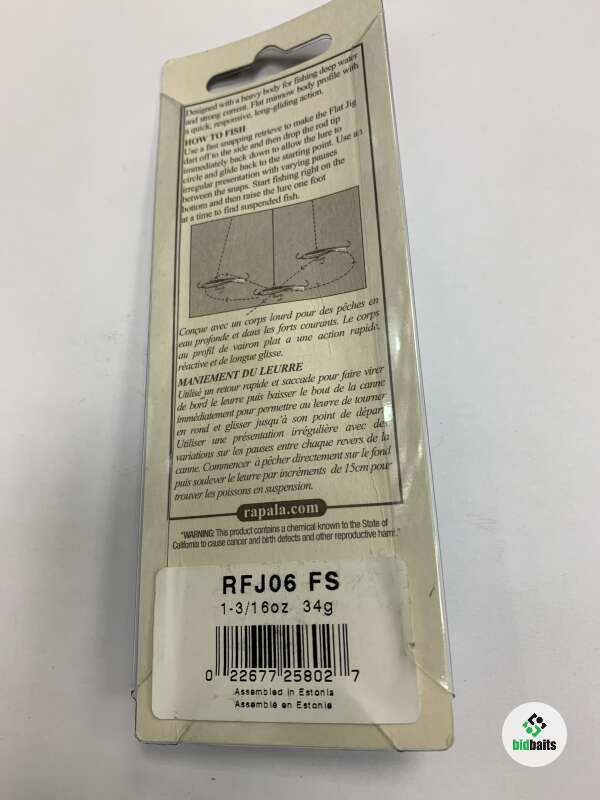 Designed with a heavy body for fishing deep water
and strong current. Flat minnow body profile with
a quick, responsive, long-gliding action.
HOW TO FISH
Use a fast snapping retrieve to make the Flat Jig
dart off to the side and then drop the rod tip
immediately back down to allow the lure to
circle and glide back to the starting point. Use an
irregular presentation with varying pauses
between the snaps. Start fishing right on the
bottom and then raise the lure one foot
at a time to find suspended fish.
Conçue avec un corps lourd pour des pêches en
eau profonde et dans les forts courants. Le corps
au profil de vairon plat a une action rapide,
réactive et de longue glisse.
MANIEMENT DU LEURRE
Utilisé un retour rapide et saccade pour faire virer
de bord le leurre puis baisser le bout de la canne
immédiatement pour permettre au leurre de tourner
en rond et glisser jusqu'à son point de départ.
Utiliser une présentation irrégulière avec des
variations sur les pauses entre chaque revers de la
canne. Commencer à pêcher directement sur le fond
puis soulever le leurre par incréments de 15cm pour
trouver les poissons en suspension.
rapala.com
"WARNING: This product contains a chemical known to the State of
California to cause cancer and birth defects and other reproductive harm."
RFJ06 FS
1-3/16oz 34g
0 22677 25802 7
Assembled in Estonia
Assemblé en Estonie
bidbaits